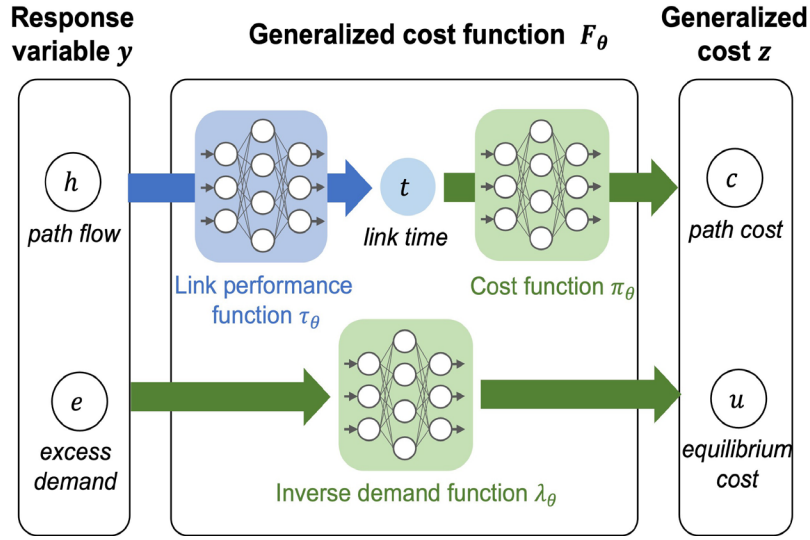 Response
variable y
Generalized cost function F_θ
Generalized
cost z
h
path flow
t
link time
c
path cost
Link performance
function τ_θ
Cost function π_θ
e
excess
demand
u
equilibrium
cost
Inverse demand function λ_θ